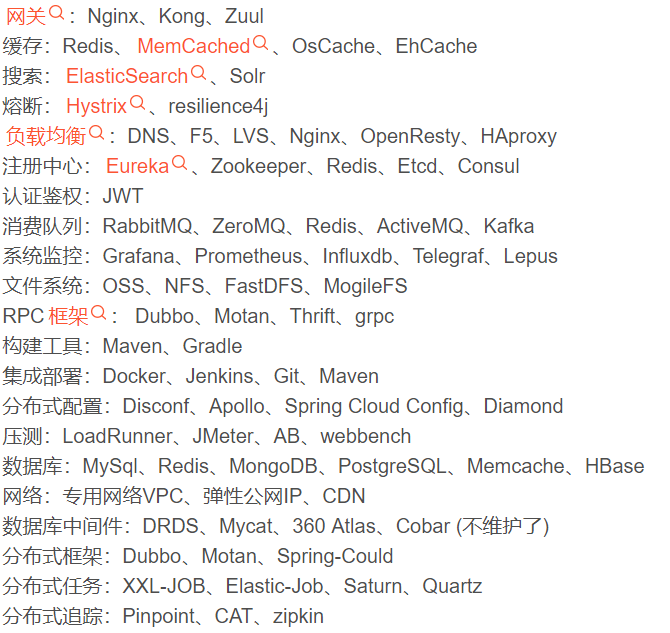 网关：Nginx、Kong、Zuul
缓存：Redis、MemCached、OsCache、EhCache
搜索：ElasticSearch、Solr
熔断：Hystrix、resilience4j
负载均衡：DNS、F5、LVS、Nginx、OpenResty、HAproxy
注册中心：Eureka、Zookeeper、Redis、Etcd、Consul
认证鉴权：JWT
消费队列：RabbitMQ、ZeroMQ、Redis、ActiveMQ、Kafka
系统监控：Grafana、Prometheus、Influxdb、Telegraf、Lepus
文件系统：OSS、NFS、FastDFS、MogileFS
RPC框架： Dubbo、Motan、Thrift、grpc
构建工具：Maven、Gradle
集成部署：Docker、Jenkins、Git、Maven
分布式配置：Disconf、Apollo、Spring Cloud Config、Diamond
压测：LoadRunner、JMeter、AB、webbench
数据库：MySql、Redis、MongoDB、PostgreSQL、Memcache、HBase
网络：专用网络VPC、弹性公网IP、CDN
数据库中间件：DRDS、Mycat、360 Atlas、Cobar (不维护了)
分布式框架：Dubbo、Motan、Spring-Could
分布式任务：XXL-JOB、Elastic-Job、Saturn、Quartz
分布式追踪：Pinpoint、CAT、zipkin